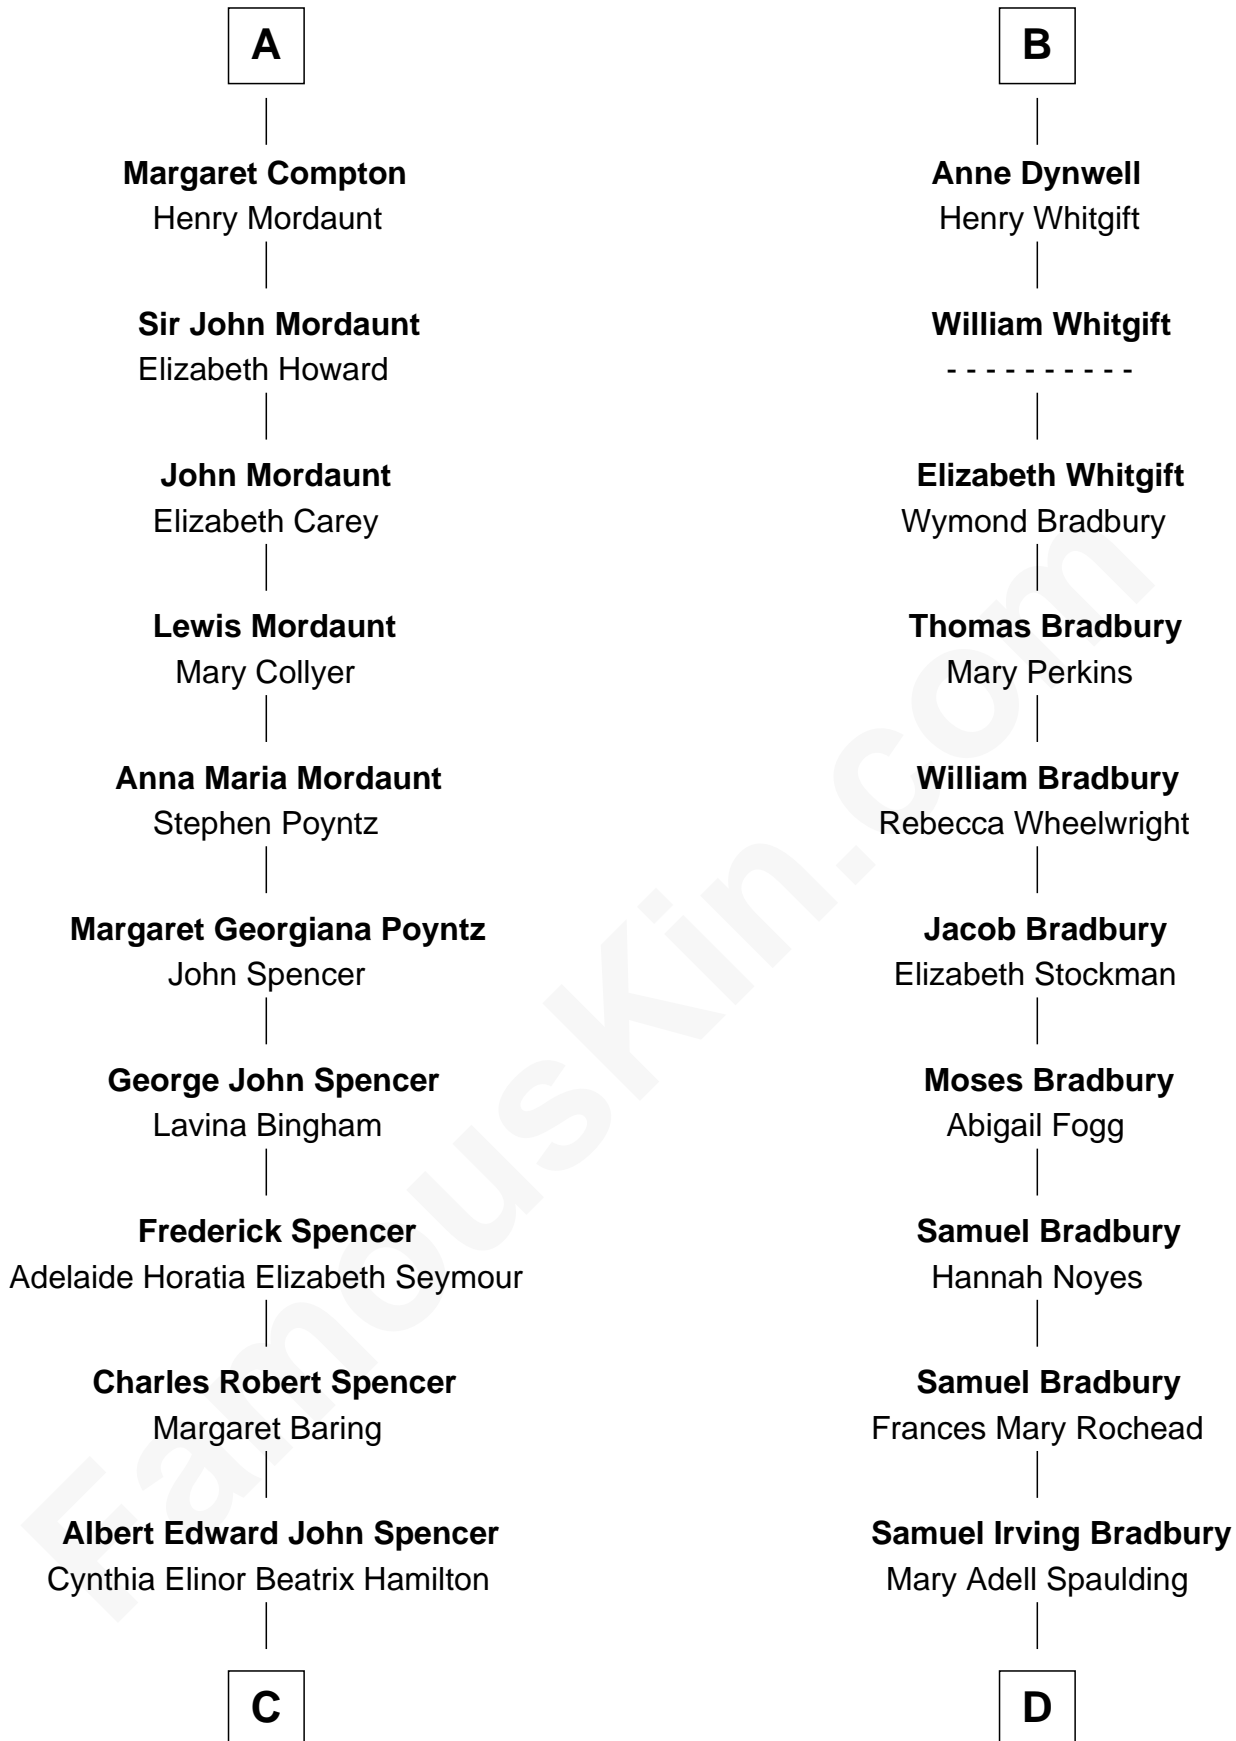 A
Margaret Compton
Henry Mordaunt
Sir John Mordaunt
Elizabeth Howard
John Mordaunt
Elizabeth Carey
Lewis Mordaunt
Mary Collyer
Anna Maria Mordaunt
Stephen Poyntz
Margaret Georgiana Poyntz
John Spencer
George John Spencer
Lavina Bingham
Frederick Spencer
Adelaide Horatia Elizabeth Seymour
Charles Robert Spencer
Margaret Baring
Albert Edward John Spencer
Cynthia Elinor Beatrix Hamilton
C
B
Anne Dynwell
Henry Whitgift
William Whitgift
- - - - - - - - - -
Elizabeth Whitgift
Wymond Bradbury
Thomas Bradbury
Mary Perkins
William Bradbury
Rebecca Wheelwright
Jacob Bradbury
Elizabeth Stockman
Moses Bradbury
Abigail Fogg
Samuel Bradbury
Hannah Noyes
Samuel Bradbury
Frances Mary Rochead
Samuel Irving Bradbury
Mary Adell Spaulding
D
FamousKin.com